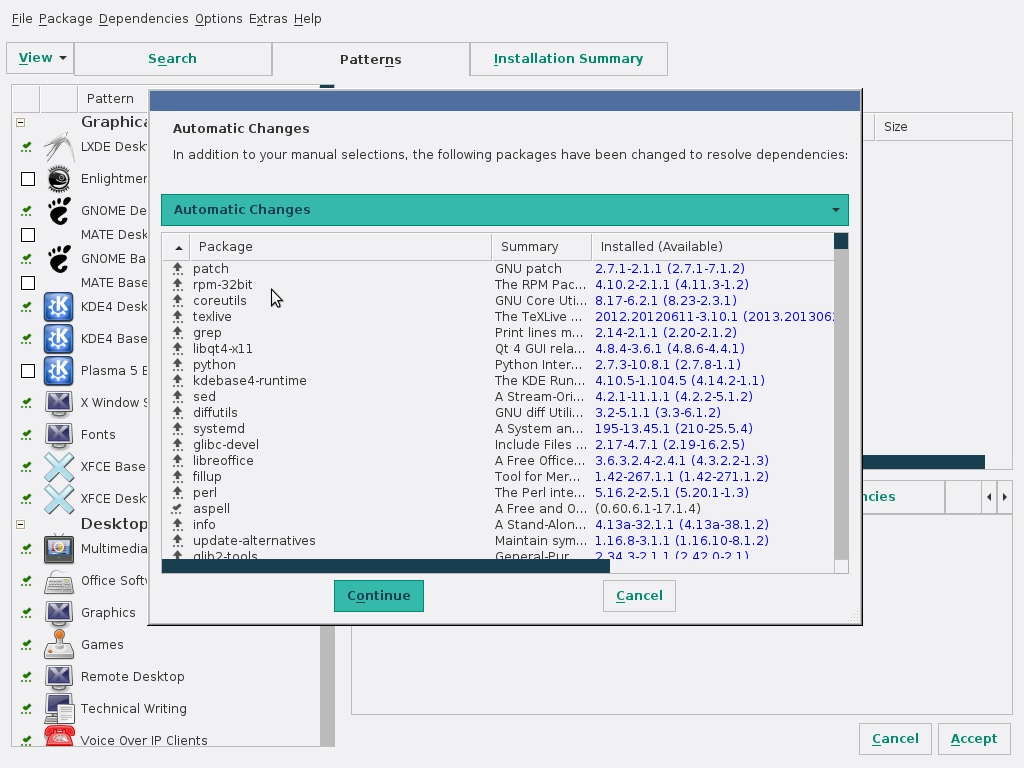 File Package Dependencies Options Extras Help
View Search Patterns Installation Summary
Pattern
Size
Graphica
LXDE Desk
Enlightenmer
GNOME De
MATE Desk
GNOME Ba
MATE Base
KDE4 Desk
KDE4 Base
Plasma 5 B
X Window S
Fonts
XFCE Base
XFCE Desk
Desktop
Multimedia
Office Softw
Graphics
Games
Remote Desktop
Technical Writing
Voice Over IP Clients
Automatic Changes
In addition to your manual selections, the following packages have been changed to resolve dependencies:
Automatic Changes
Package Summary Installed (Available)
patch GNU patch 2.7.1-2.1.1 (2.7.1-7.1.2)
rpm-32bit The RPM Pac... 4.10.2-2.1.1 (4.11.3-1.2)
coreutils GNU Core Uti... 8.17-6.2.1 (8.23-2.3.1)
texlive The TeXLive ... 2012.20120611-3.10.1 (2013.201306
grep Print lines m... 2.14-2.1.1 (2.20-2.1.2)
libqt4-x11 Qt 4 GUI rela... 4.8.4-3.6.1 (4.8.6-4.4.1)
python Python Inter... 2.7.3-10.8.1 (2.7.8-1.1)
kdebase4-runtime The KDE Run... 4.10.5-1.104.5 (4.14.2-1.1)
sed A Stream-Ori... 4.2.1-11.1.1 (4.2.2-5.1.2)
diffutils GNU diff Utili... 3.2-5.1.1 (3.3-6.1.2)
systemd A System an... 195-13.45.1 (210-25.5.4)
glibc-devel Include Files ... 2.17-4.7.1 (2.19-16.2.5)
libreoffice A Free Office... 3.6.3.2.4-2.4.1 (4.3.2.2-1.3)
fillup Tool for Mer... 1.42-267.1.1 (1.42-271.1.2)
perl The Perl inte... 5.16.2-2.5.1 (5.20.1-1.3)
aspell A Free and O... (0.60.6.1-17.1.4)
info A Stand-Alon... 4.13a-32.1.1 (4.13a-38.1.2)
update-alternatives Maintain sym... 1.16.8-3.1.1 (1.16.10-8.1.2)
glib2-tools General-Pur... 2.34.3-2.1.1 (2.42.0-2.1)
Continue Cancel
ncies
Cancel Accept